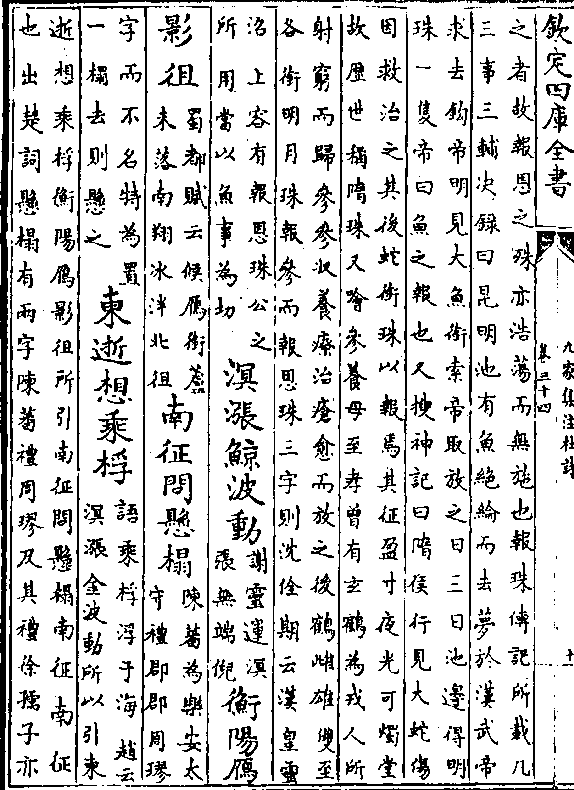 欽定四庫全書
九家集注杜詩
卷三十四
十
之者故報恩之珠亦浩蕩而無施也報珠傳記所載凡
三事三輔决録曰昆明池有魚絶綸而去夢於漢武帝
求去鈎帝明見大魚銜索帝取放之日三日池邊得明
珠一隻帝曰魚之報也又搜神記曰隋侯行見大蛇傷
因救治之其後蛇銜珠以報焉其徑盈寸夜光可燭堂
故歴世稱隋珠又噲參養母至孝曾有玄鶴為戎人所
射窮而歸參參收養療治瘡愈而放之後鶴雌雄雙至
各銜明月珠報參而報恩珠三字則沈佺期云漢皇靈
沼上容有報恩珠公之所用當以魚事為切 溟漲鯨波動 謝靈運溟漲無端倪 衡陽鴈
影徂 蜀都賦云候鴈銜蘆木落南翔冰泮北徂 南征問懸榻 陳蕃為樂安太守禮郡郡周璆
字而不名特為置一榻去則懸之 東逝想乘桴 語乘桴浮于海趙云溟漲金波動所以引東
逝想乘桴衡陽鴈影徂所引南征問懸榻南征南征
也出楚詞懸榻有兩字陳蕃禮周璆及其禮徐孺子亦